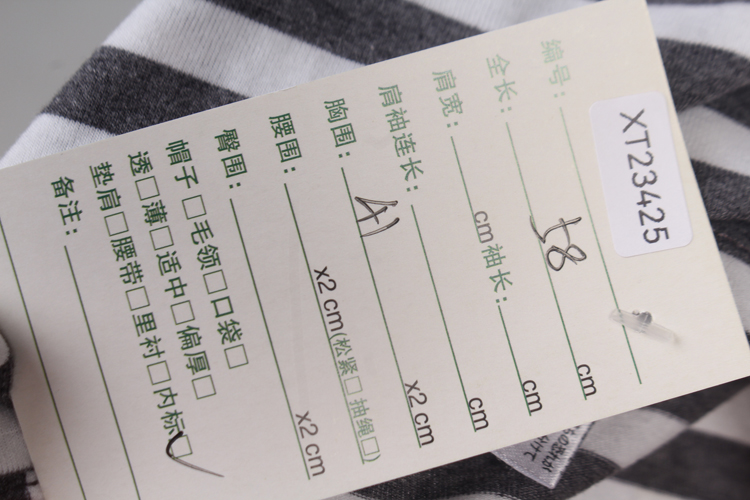 编号: XT23425
全长: 58 cm
肩宽: cm 袖长: cm
肩袖连长: cm
胸围: 41 x2 cm
腰围: x2 cm(松紧□ 抽绳□)
臀围: x2 cm
帽子□ 毛领□ 口袋□
透□ 薄□ 适中□ 偏厚□
垫肩□ 腰带□ 里衬□ 内标☑
备注: